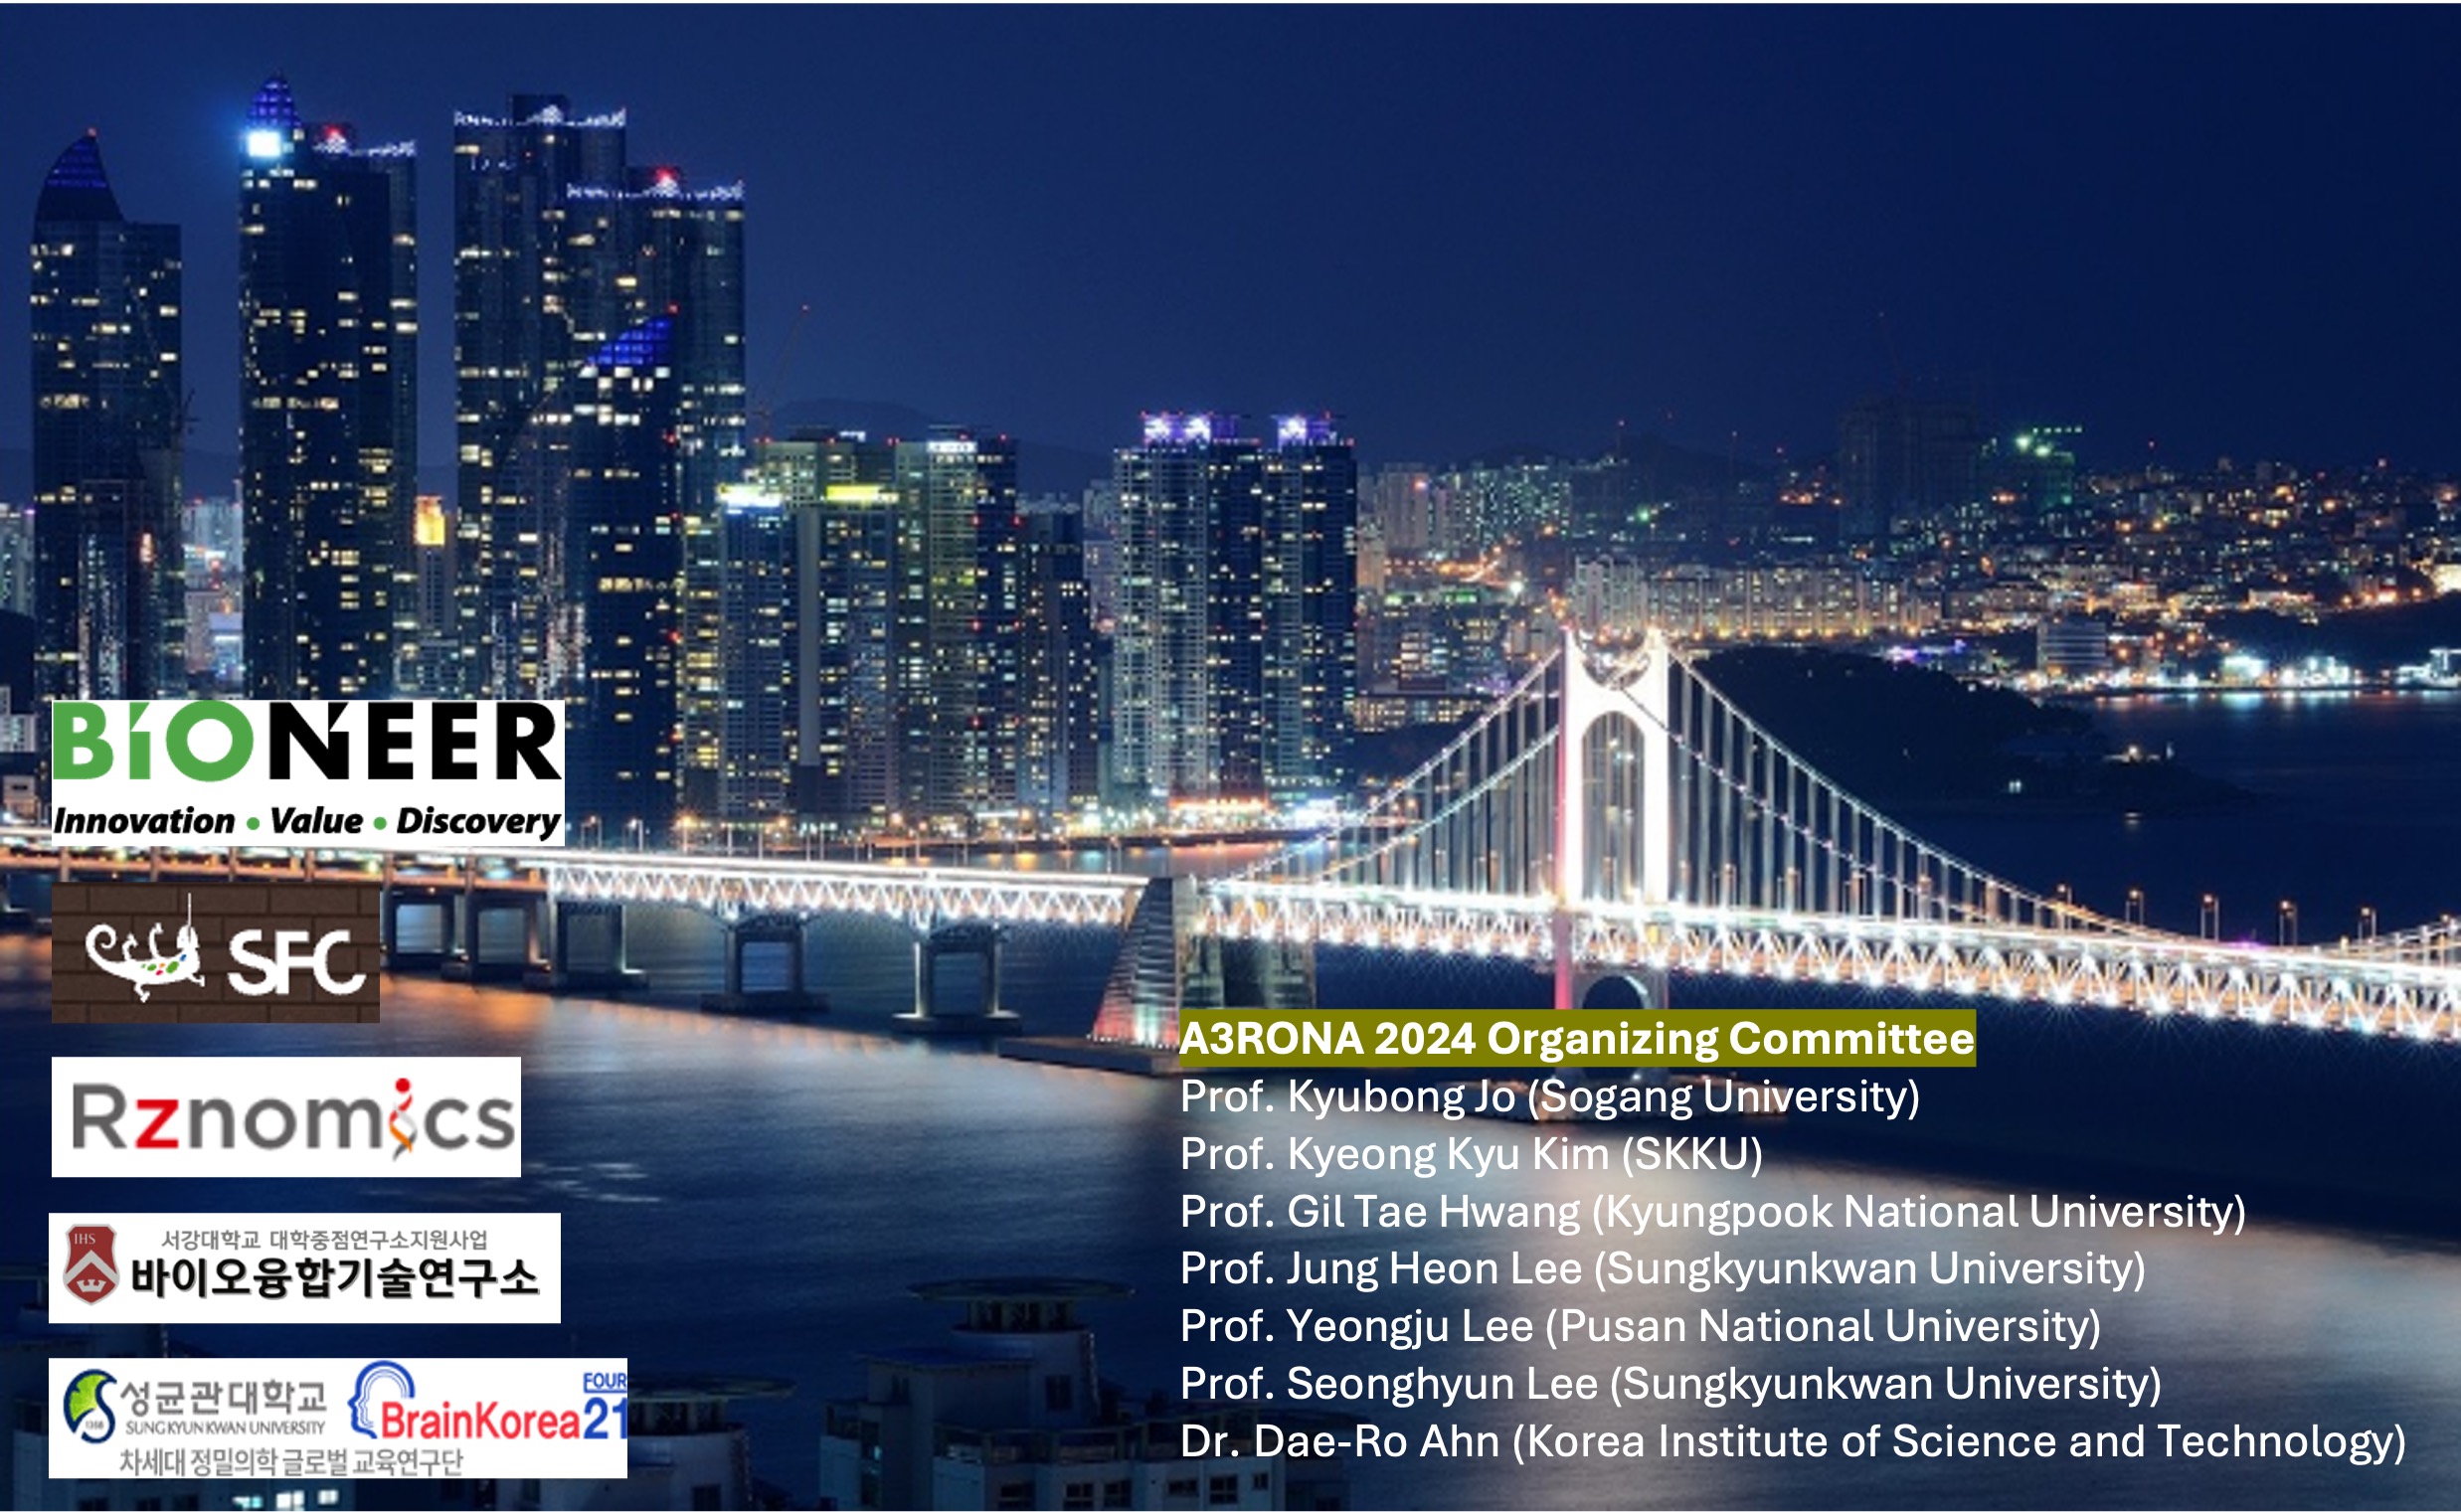 BIONEER
Innovation • Value • Discovery
SFC
Rznomics
IHS
서강대학교 대학중점연구소지원사업
바이오융합기술연구소
1398
성균관대학교
SUNG KYUN KWAN UNIVERSITY
FOUR
BrainKorea21
차세대 정밀의학 글로벌 교육연구단
A3RONA 2024 Organizing Committee
Prof. Kyubong Jo (Sogang University)
Prof. Kyeong Kyu Kim (SKKU)
Prof. Gil Tae Hwang (Kyungpook National University)
Prof. Jung Heon Lee (Sungkyunkwan University)
Prof. Yeongju Lee (Pusan National University)
Prof. Seonghyun Lee (Sungkyunkwan University)
Dr. Dae-Ro Ahn (Korea Institute of Science and Technology)